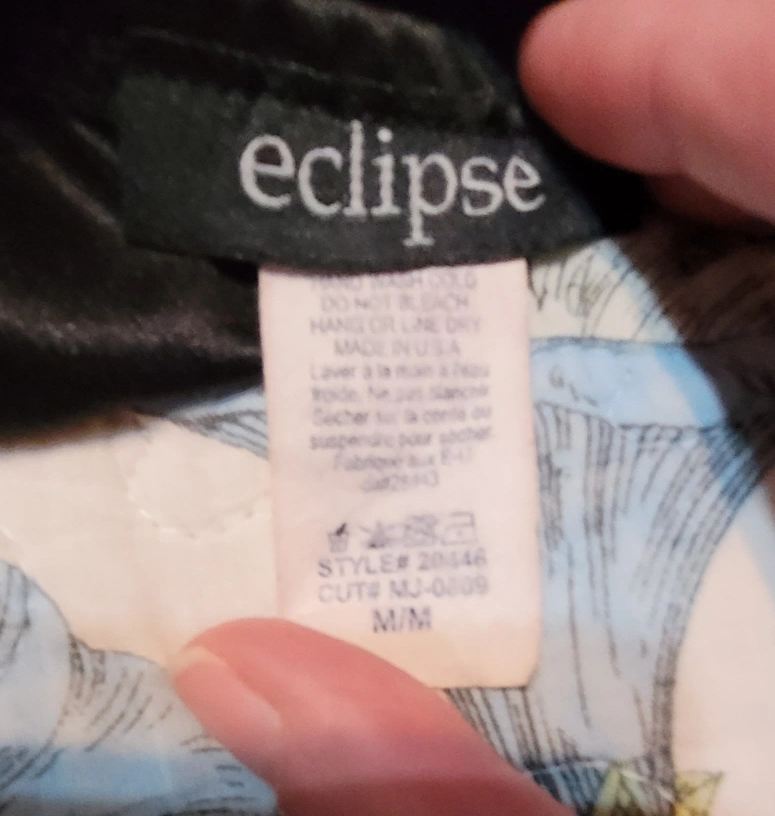 eclipse
HAND WASH COLD
DO NOT BLEACH
HANG OR LINE DRY
MADE IN U.S.A
Laver à la main à l'eau
froide. Ne pas blanchir
Sécher sur la corde ou
suspendre pour sécher.
Fabriqué aux E-U
STYLE# 20446
CUT# MJ-0809
M/M